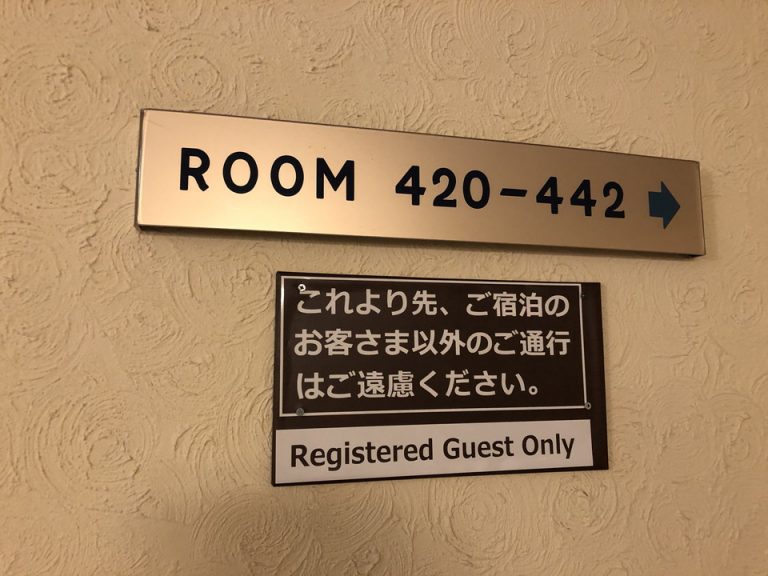 ROOM 420-442
これより先、ご宿泊の
お客さま以外のご通行
はご遠慮ください。
Registered Guest Only